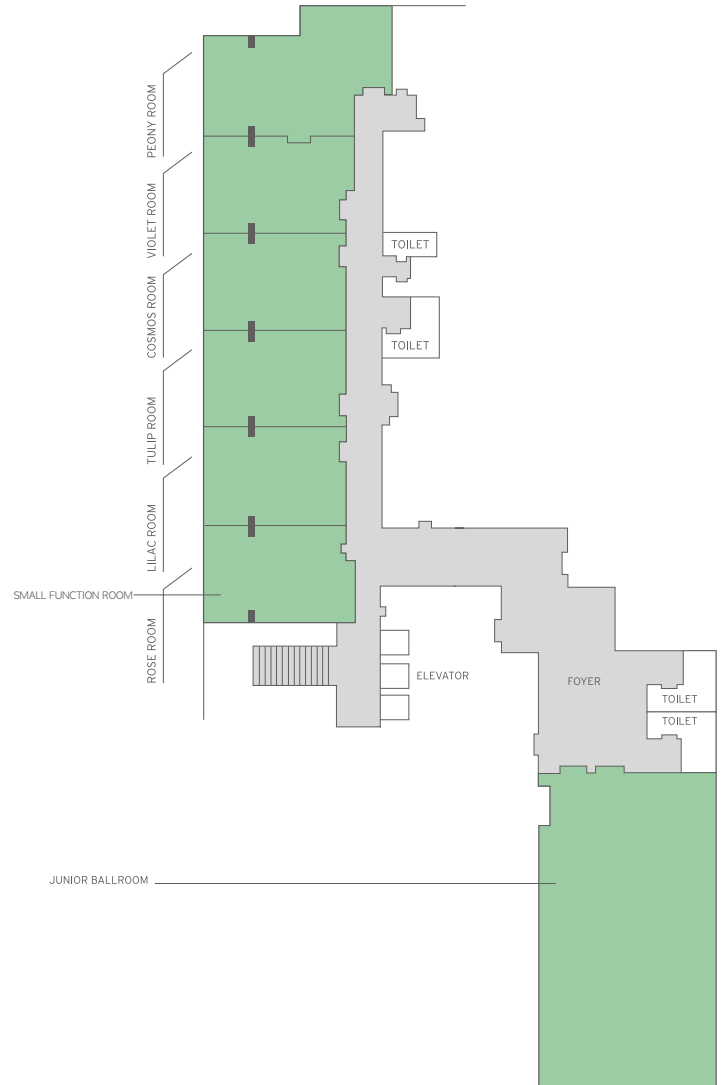 PEONY ROOM
VIOLET ROOM
TOILET
COSMOS ROOM
TOILET
TULIP ROOM
LILAC ROOM
SMALL FUNCTION ROOM
ROSE ROOM
ELEVATOR
FOYER
TOILET
TOILET
JUNIOR BALLROOM